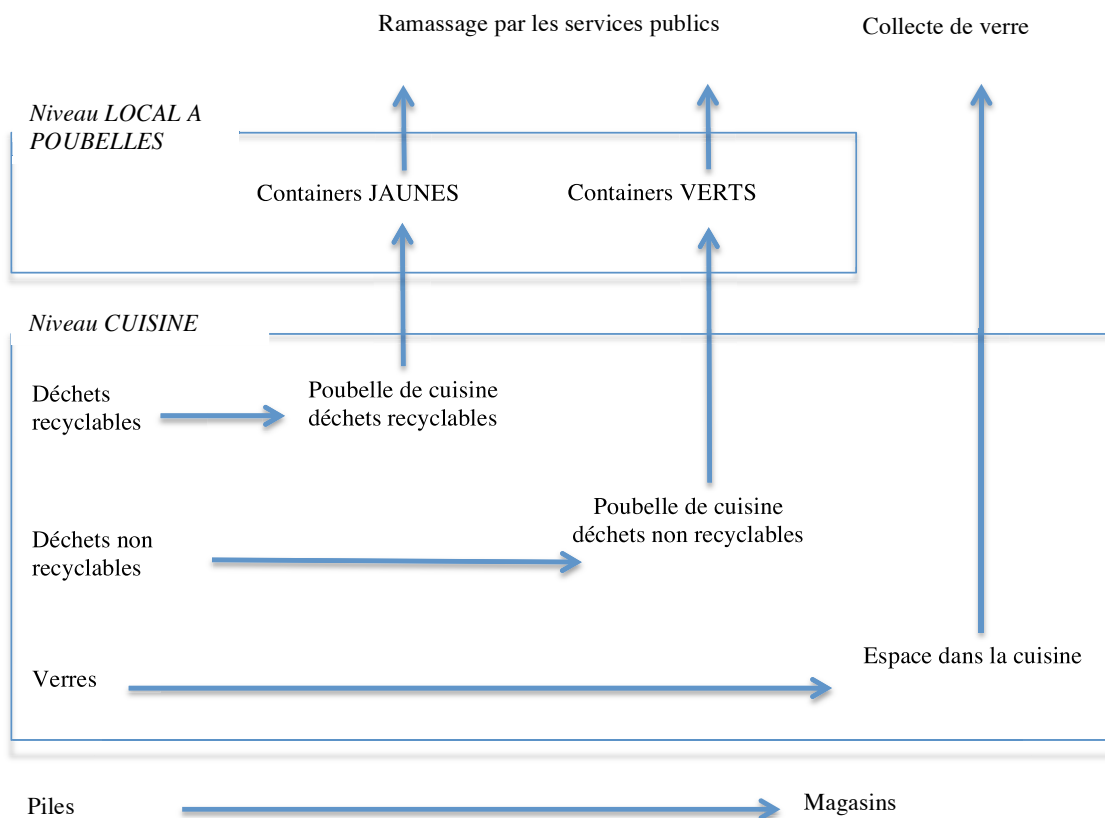 Ramassage par les services publics
Collecte de verre
Niveau LOCAL A
POUBELLES
Containers JAUNES
Containers VERTS
Niveau CUISINE
Déchets
recyclables
Poubelle de cuisine
déchets recyclables
Poubelle de cuisine
déchets non recyclables
Déchets non
recyclables
Espace dans la cuisine
Verres
Piles
Magasins